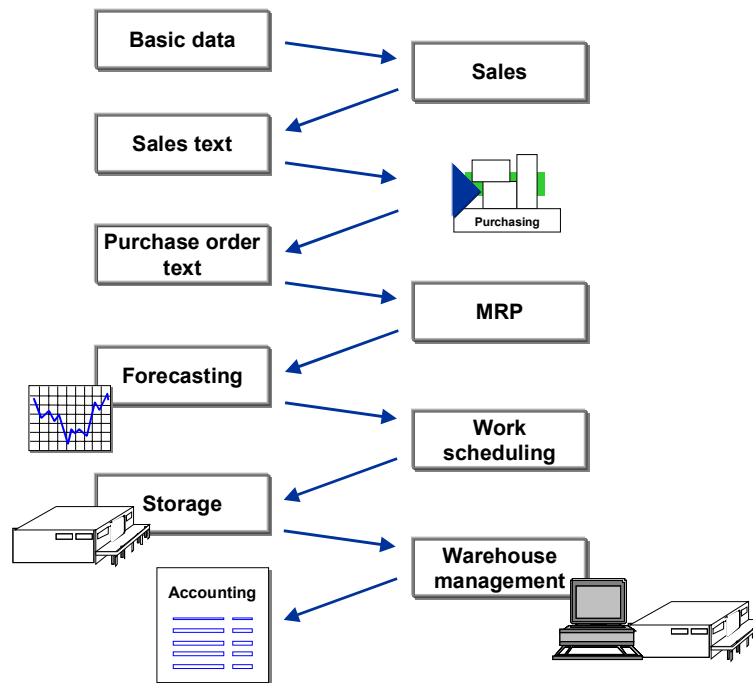 Basic data
Sales
Sales text
Purchasing
Purchase order
text
MRP
Forecasting
Work
scheduling
Storage
Warehouse
management
Accounting